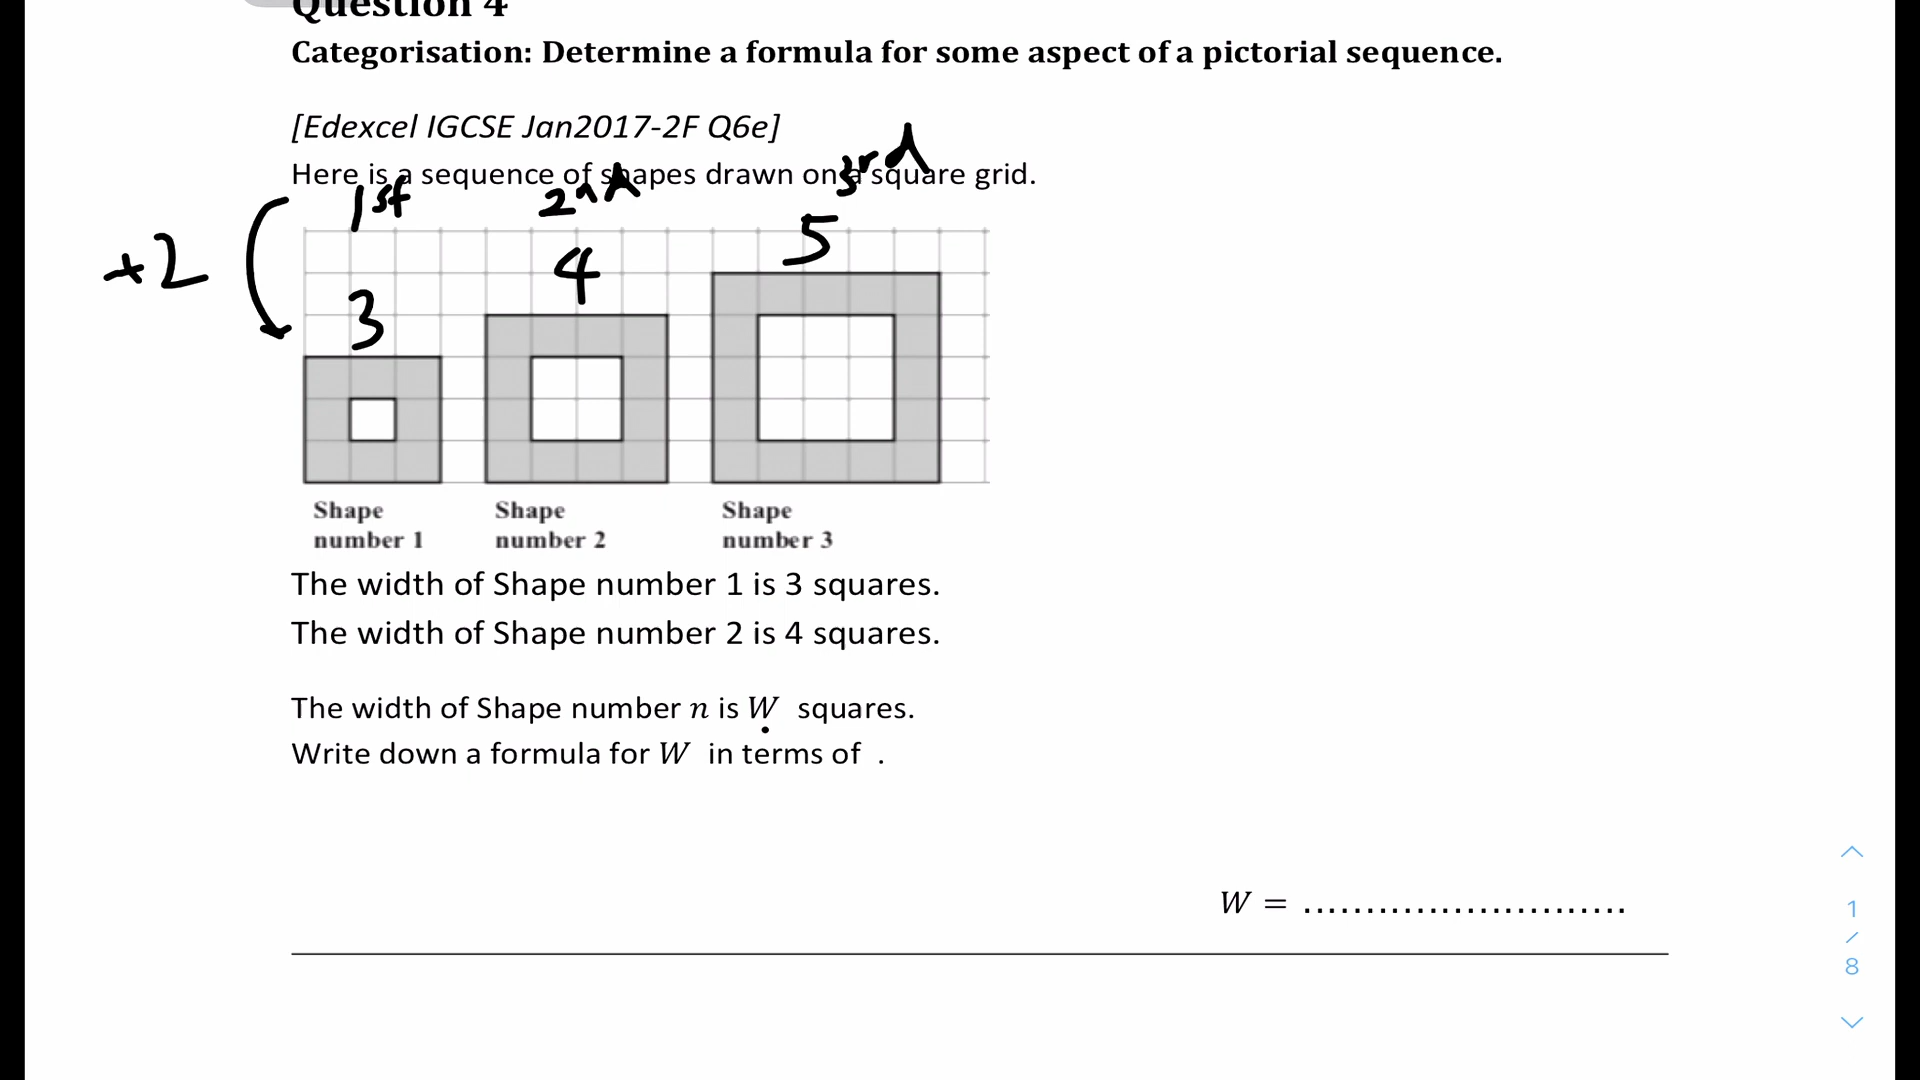 Question 4
Categorisation: Determine a formula for some aspect of a pictorial sequence.
[Edexcel IGCSE Jan2017-2F Q6e]
Here is a sequence of shapes drawn on a square grid.
1st 2nd 3rd
+2
3 4 5
Shape number 1
Shape number 2
Shape number 3
The width of Shape number 1 is 3 squares.
The width of Shape number 2 is 4 squares.
The width of Shape number n is W squares.
Write down a formula for W in terms of .
W = ..........................
1
/
8